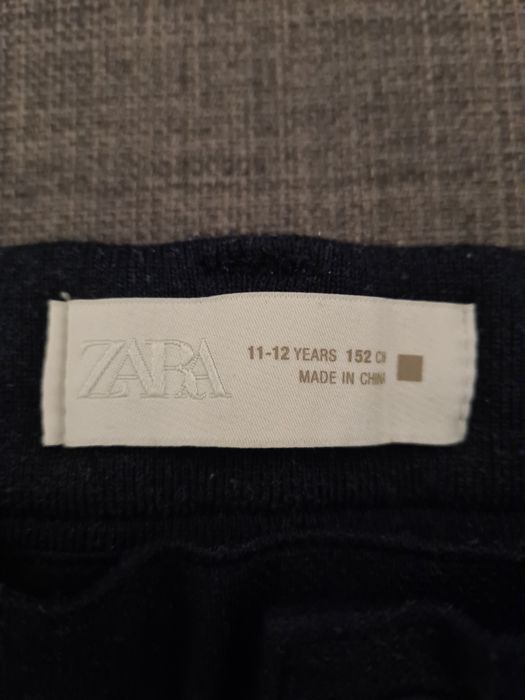 ZARA
11-12 YEARS 152 CM
MADE IN CHINA